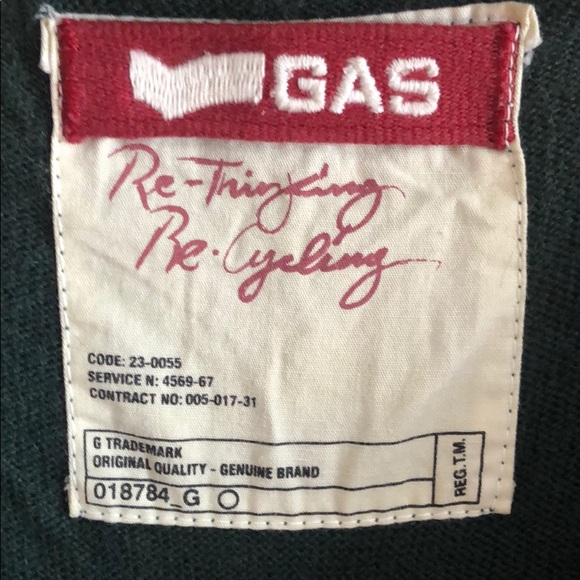 GAS
Re-Thinking
Re-Cycling
CODE: 23-0055
SERVICE N: 4569-67
CONTRACT NO: 005-017-31
G TRADEMARK
ORIGINAL QUALITY - GENUINE BRAND
018784_G
REG.T.M.